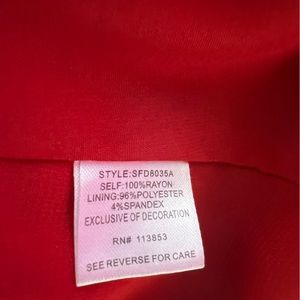 STYLE:SFD8035A
SELF:100%RAYON
LINING:96%POLYESTER
4%SPANDEX
EXCLUSIVE OF DECORATION
RN# 113853
SEE REVERSE FOR CARE